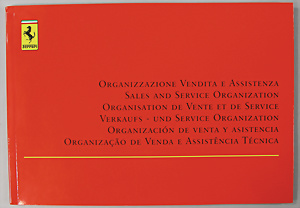 Ferrari
Organizzazione Vendita e Assistenza
Sales and Service Organization
Organisation de Vente et de Service
Verkaufs - und Service Organization
Organización de venta y asistencia
Organização de Venda e Assistência Técnica